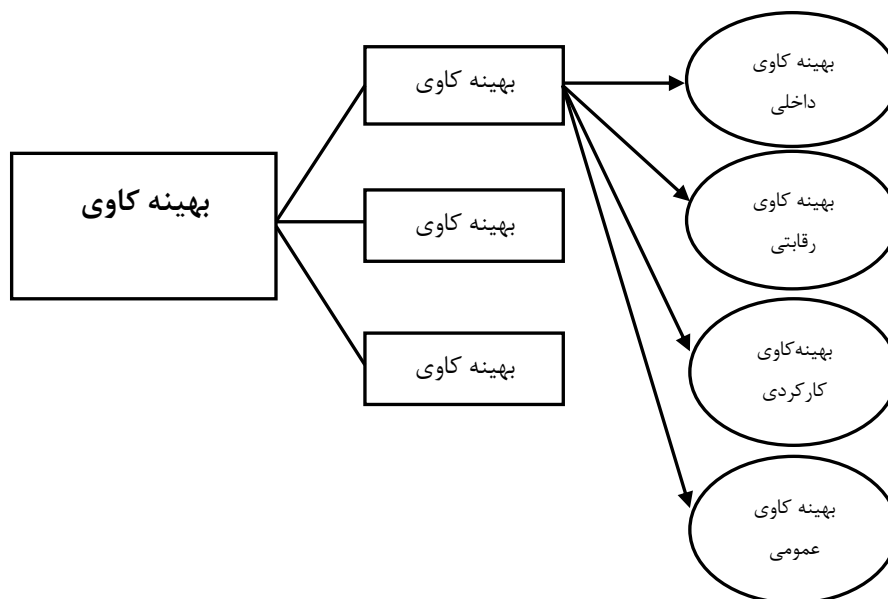 بهینه کاوی
بهینه کاوی
بهینه کاوی
بهینه کاوی
بهینه کاوی
داخلی
بهینه کاوی
رقابتی
بهینه‌کاوی
کارکردی
بهینه کاوی
عمومی